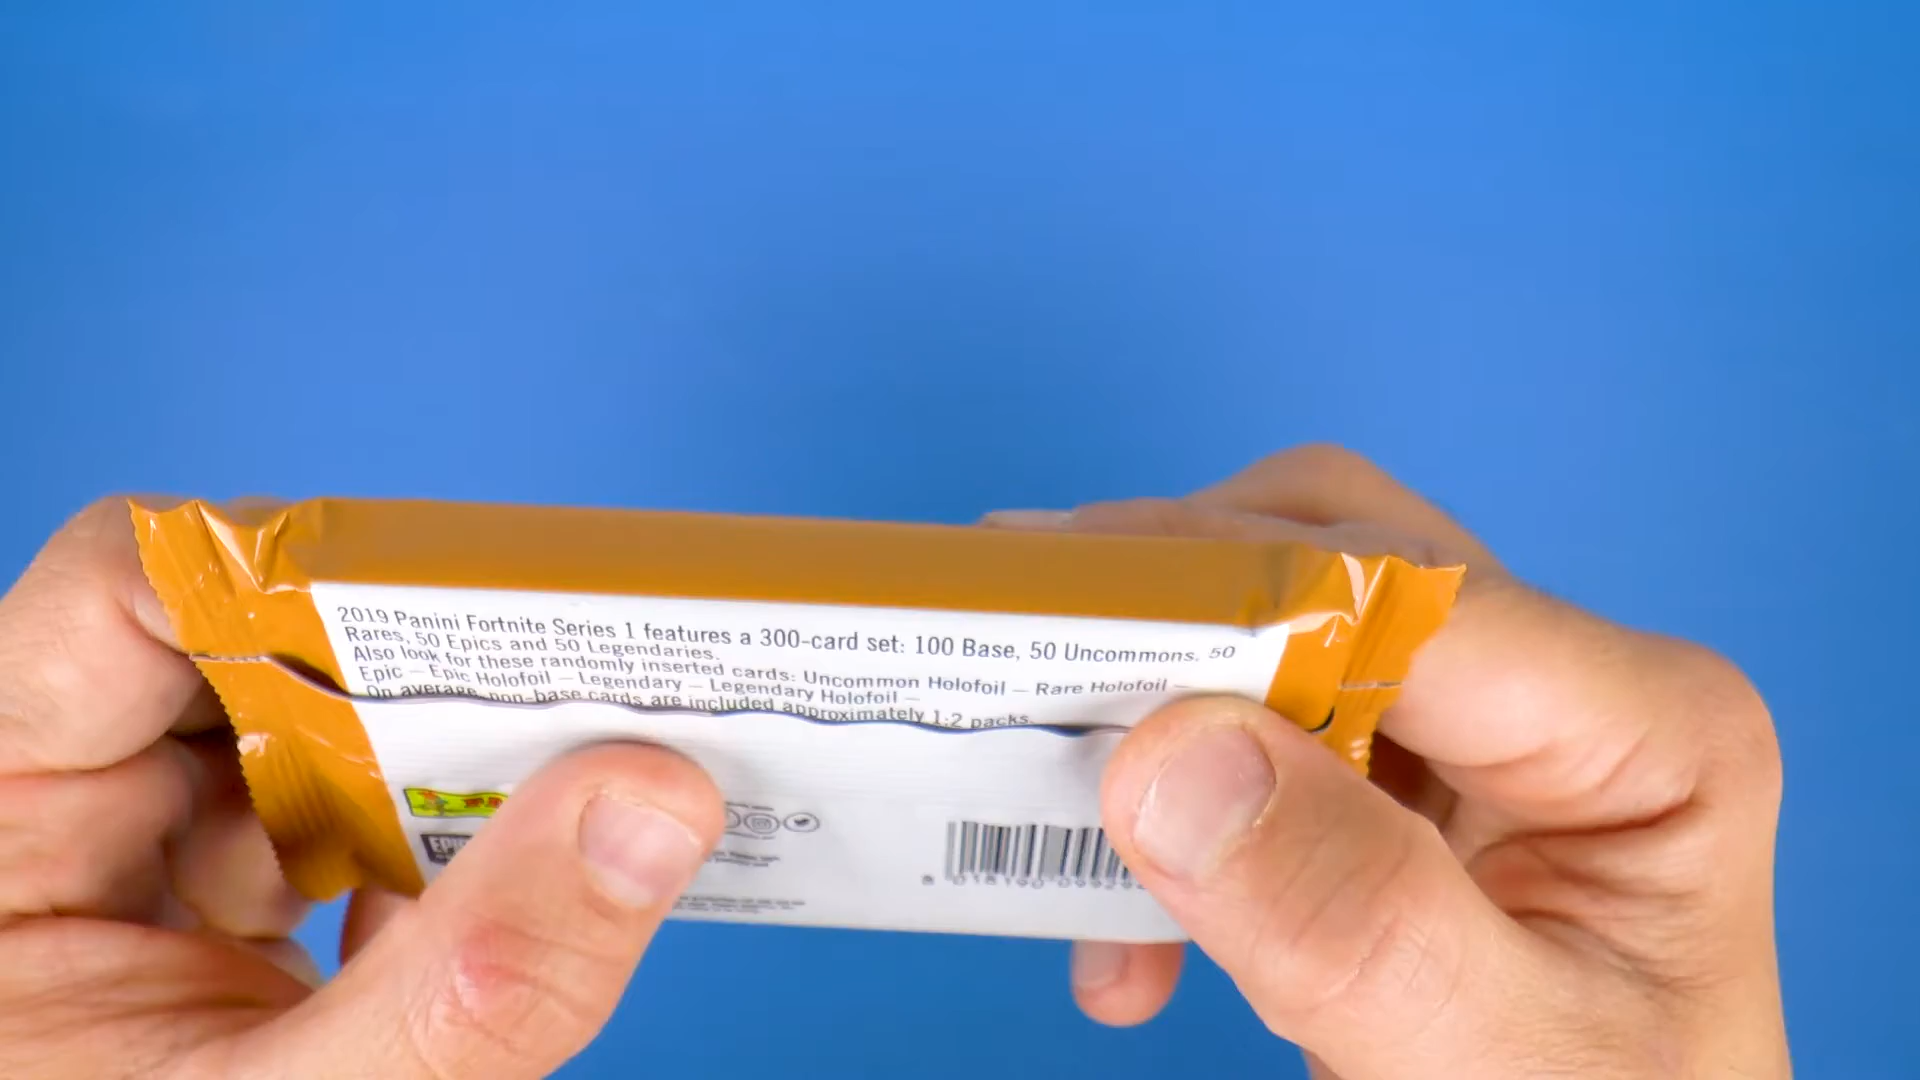 2019 Panini Fortnite Series 1 features a 300-card set: 100 Base, 50 Uncommons. 50
Rares, 50 Epics and 50 Legendaries.
Also look for these randomly inserted cards: Uncommon Holofoil – Rare Holofoil –
Epic – Epic Holofoil – Legendary – Legendary Holofoil –
On average, non-base cards are included approximately 1:2 packs.
EPIC